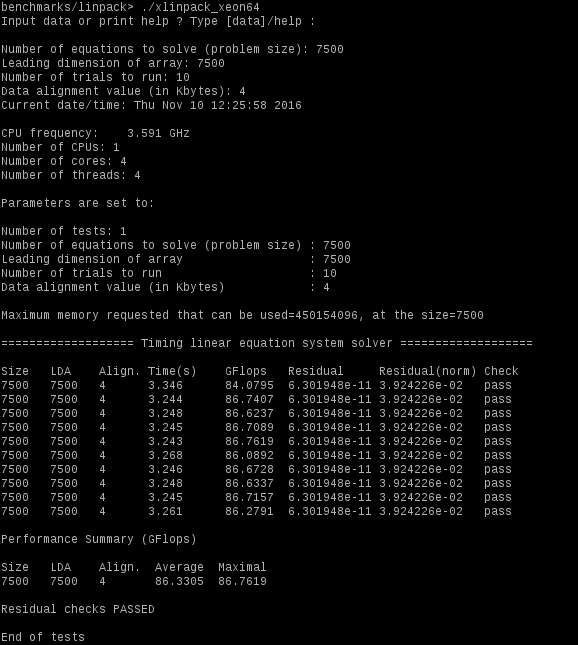 benchmarks/linpack> ./xlinpack_xeon64
Input data or print help ? Type [data]/help :
Number of equations to solve (problem size): 7500
Leading dimension of array: 7500
Number of trials to run: 10
Data alignment value (in Kbytes): 4
Current date/time: Thu Nov 10 12:25:58 2016
CPU frequency:    3.591 GHz
Number of CPUs: 1
Number of cores: 4
Number of threads: 4
Parameters are set to:
Number of tests: 1
Number of equations to solve (problem size) : 7500
Leading dimension of array                  : 7500
Number of trials to run                     : 10
Data alignment value (in Kbytes)            : 4
Maximum memory requested that can be used=450154096, at the size=7500
=================== Timing linear equation system solver ===================
Size   LDA    Align. Time(s)    GFlops   Residual     Residual(norm) Check
7500   7500   4      3.346      84.0795  6.301948e-11 3.924226e-02   pass
7500   7500   4      3.244      86.7407  6.301948e-11 3.924226e-02   pass
7500   7500   4      3.248      86.6237  6.301948e-11 3.924226e-02   pass
7500   7500   4      3.245      86.7089  6.301948e-11 3.924226e-02   pass
7500   7500   4      3.243      86.7619  6.301948e-11 3.924226e-02   pass
7500   7500   4      3.268      86.0892  6.301948e-11 3.924226e-02   pass
7500   7500   4      3.246      86.6728  6.301948e-11 3.924226e-02   pass
7500   7500   4      3.248      86.6337  6.301948e-11 3.924226e-02   pass
7500   7500   4      3.245      86.7157  6.301948e-11 3.924226e-02   pass
7500   7500   4      3.261      86.2791  6.301948e-11 3.924226e-02   pass
Performance Summary (GFlops)
Size   LDA    Align.  Average  Maximal
7500   7500   4       86.3305  86.7619
Residual checks PASSED
End of tests